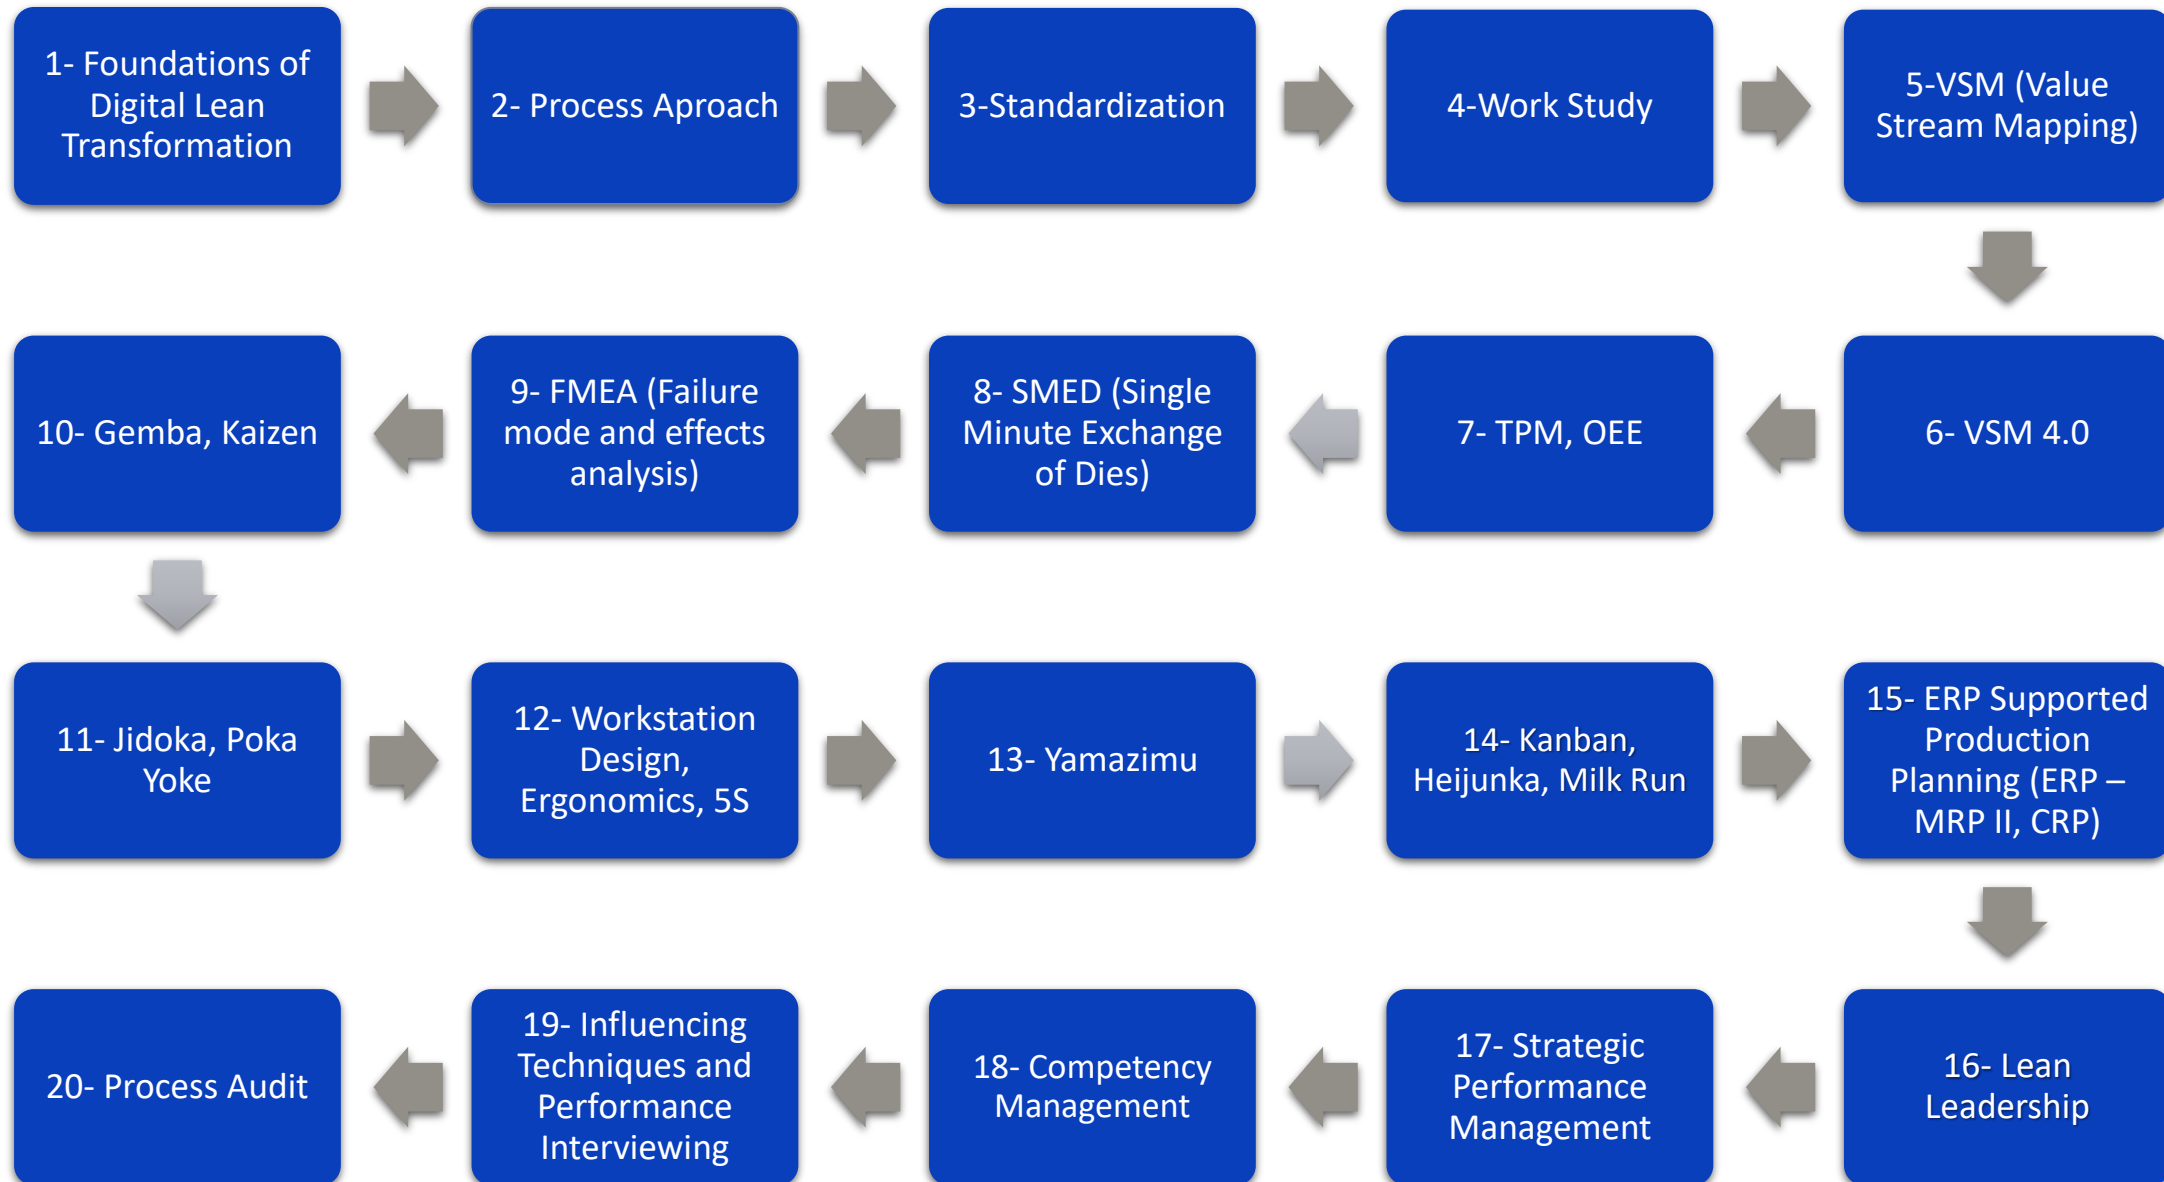 1- Foundations of
Digital Lean
Transformation
2- Process Aproach
3-Standardization
4-Work Study
5-VSM (Value
Stream Mapping)
6- VSM 4.0
7- TPM, OEE
8- SMED (Single
Minute Exchange
of Dies)
9- FMEA (Failure
mode and effects
analysis)
10- Gemba, Kaizen
11- Jidoka, Poka
Yoke
12- Workstation
Design,
Ergonomics, 5S
13- Yamazimu
14- Kanban,
Heijunka, Milk Run
15- ERP Supported
Production
Planning (ERP –
MRP II, CRP)
16- Lean
Leadership
17- Strategic
Performance
Management
18- Competency
Management
19- Influencing
Techniques and
Performance
Interviewing
20- Process Audit